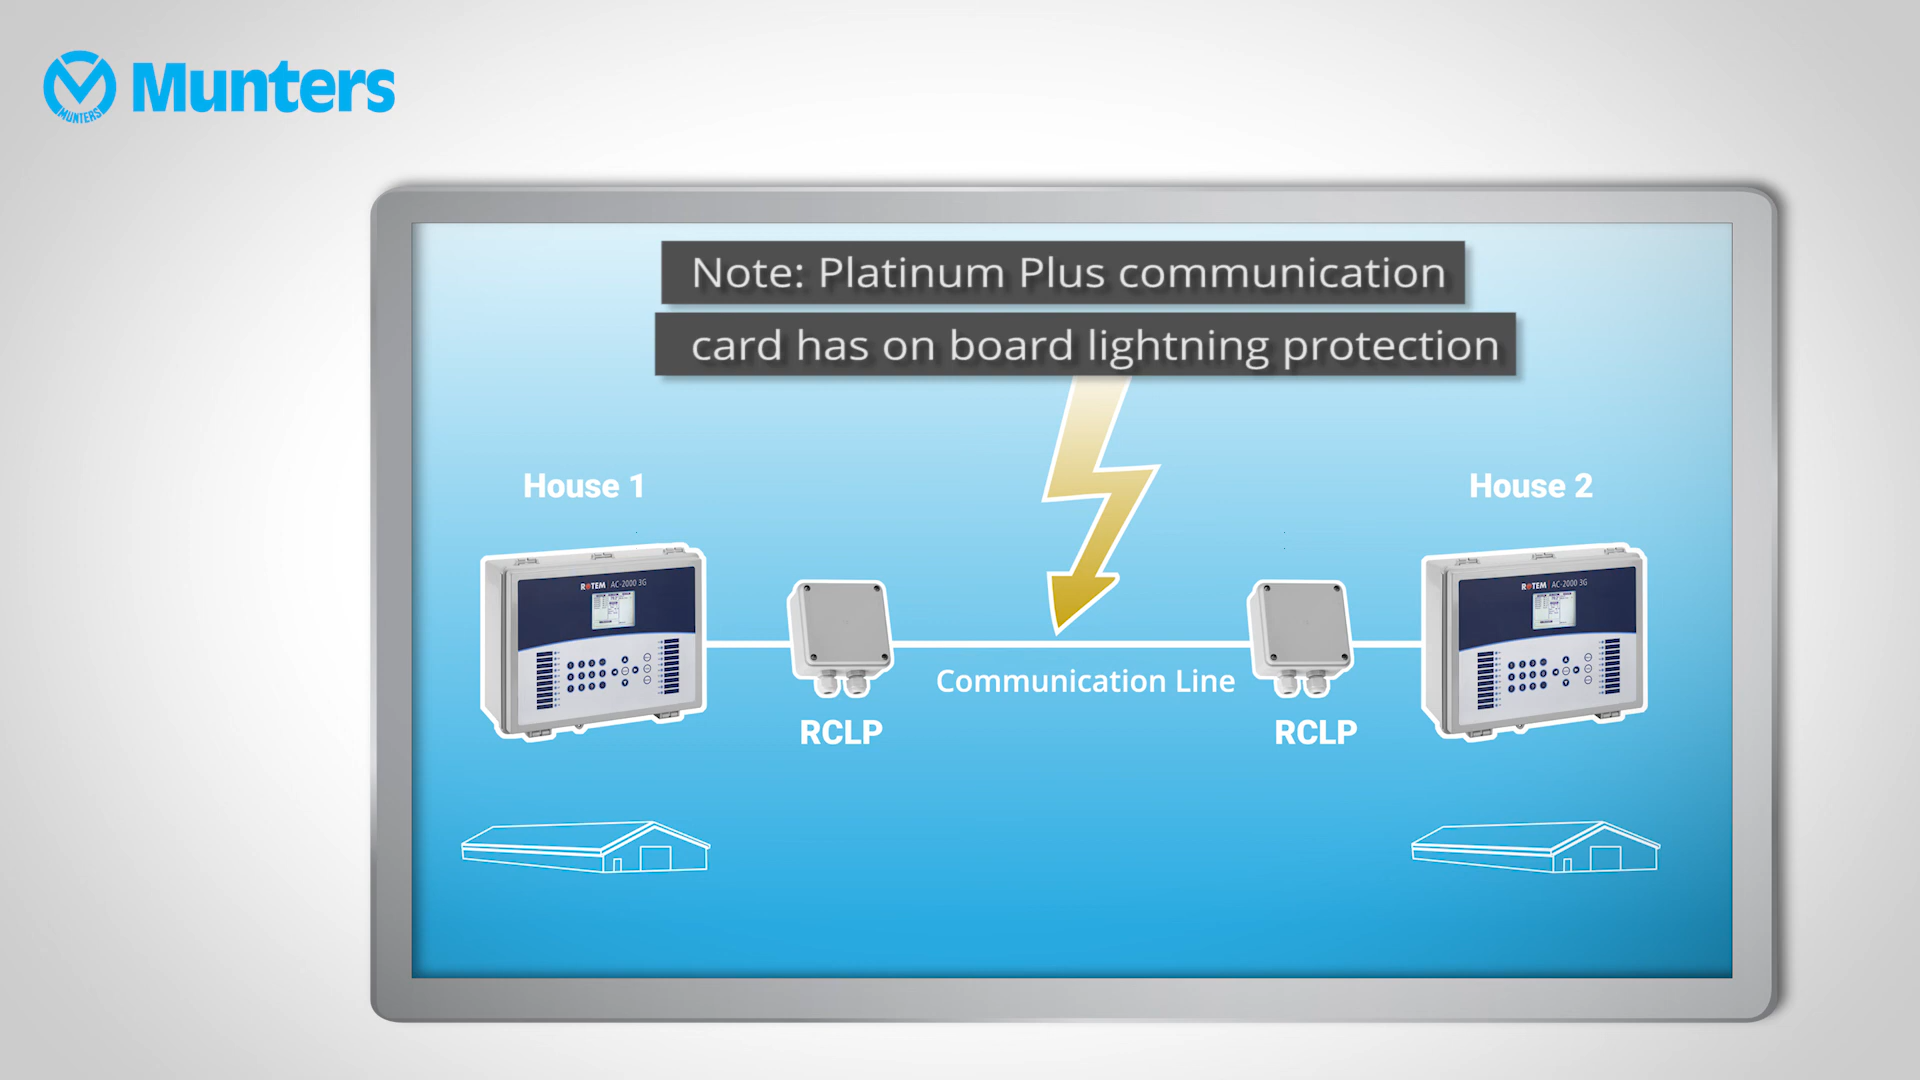 MUNTERS
Munters
Note: Platinum Plus communication
card has on board lightning protection
House 1
House 2
ROTEM | AC-2000 3G
ROTEM | AC-2000 3G
Communication Line
RCLP
RCLP